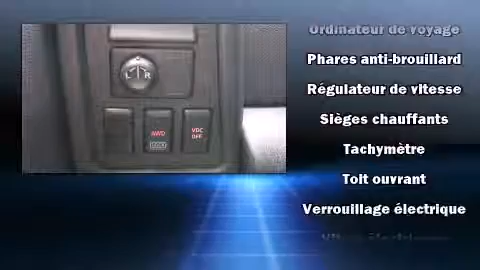 L R
AWD
VDC
OFF
Ordinateur de voyage
Phares anti-brouillard
Régulateur de vitesse
Sièges chauffants
Tachymètre
Toit ouvrant
Verrouillage électrique